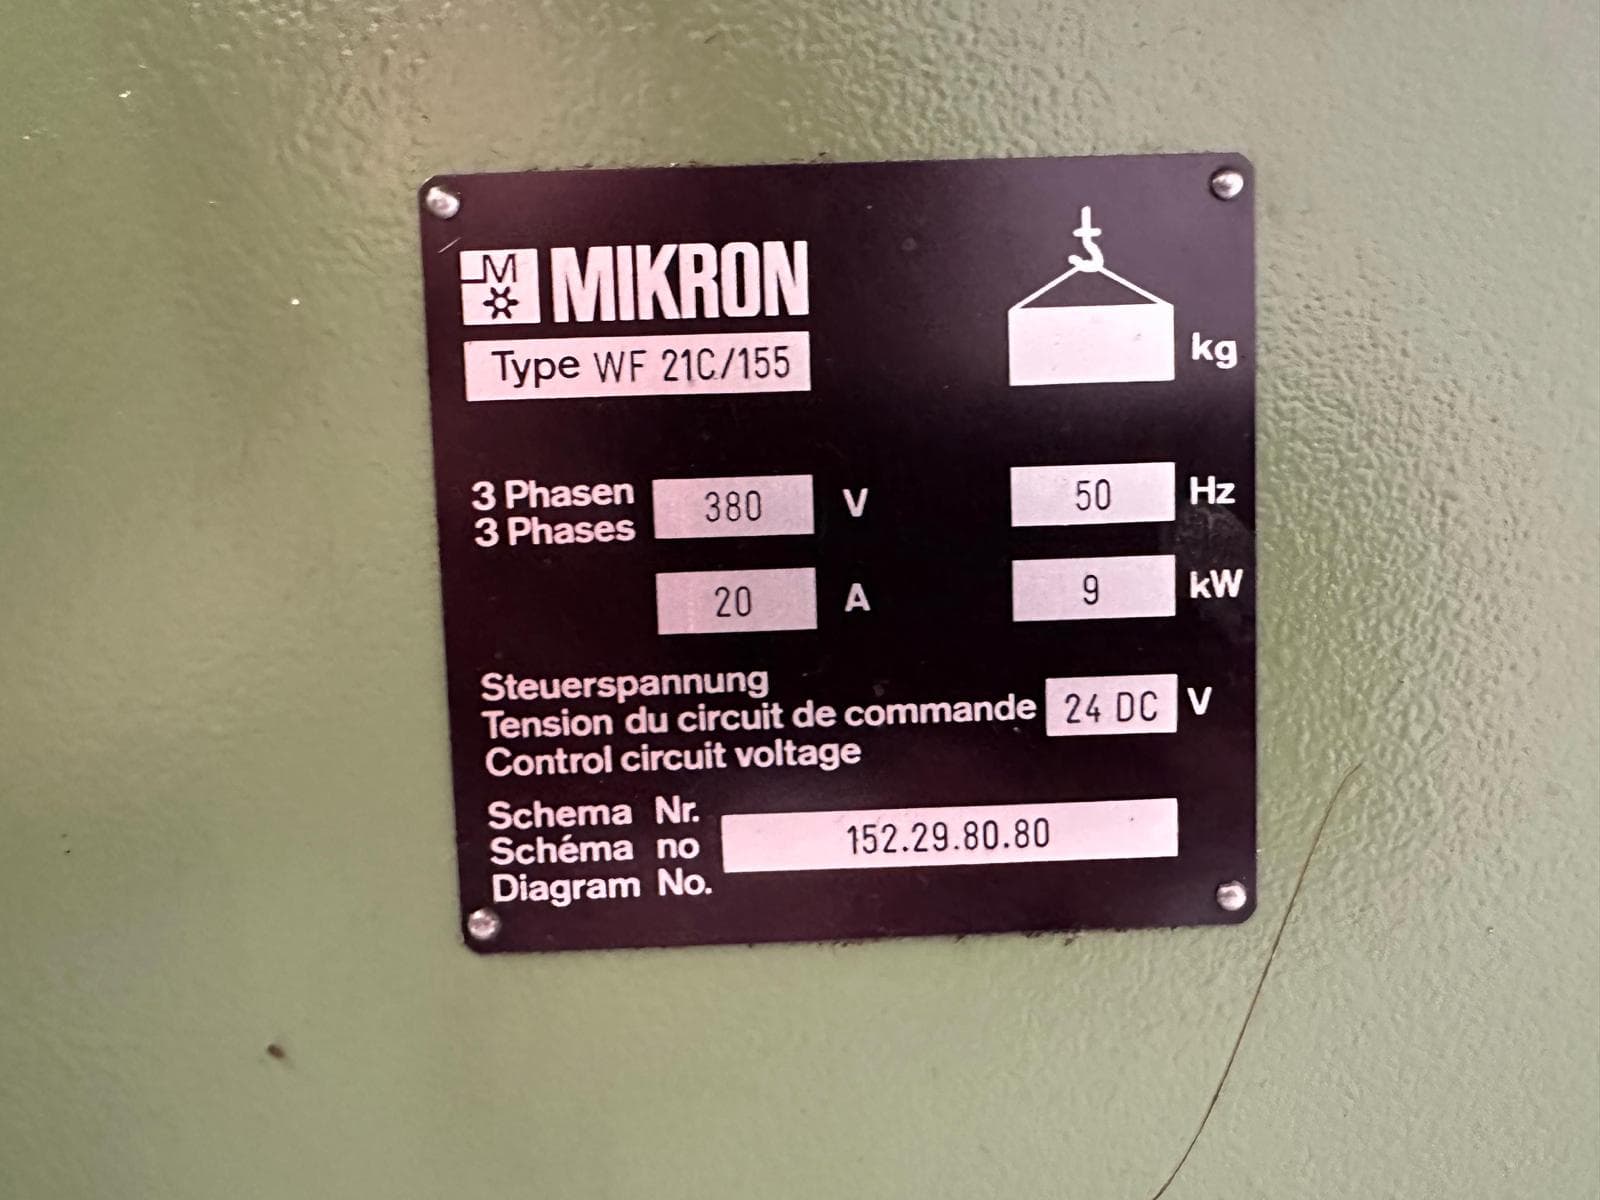 M MIKRON
Type WF 21C/155
kg
3 Phasen
3 Phases
380 V
50 Hz
20 A
9 kW
Steuerspannung
Tension du circuit de commande
Control circuit voltage
24 DC V
Schema Nr.
Schéma no
Diagram No.
152.29.80.80